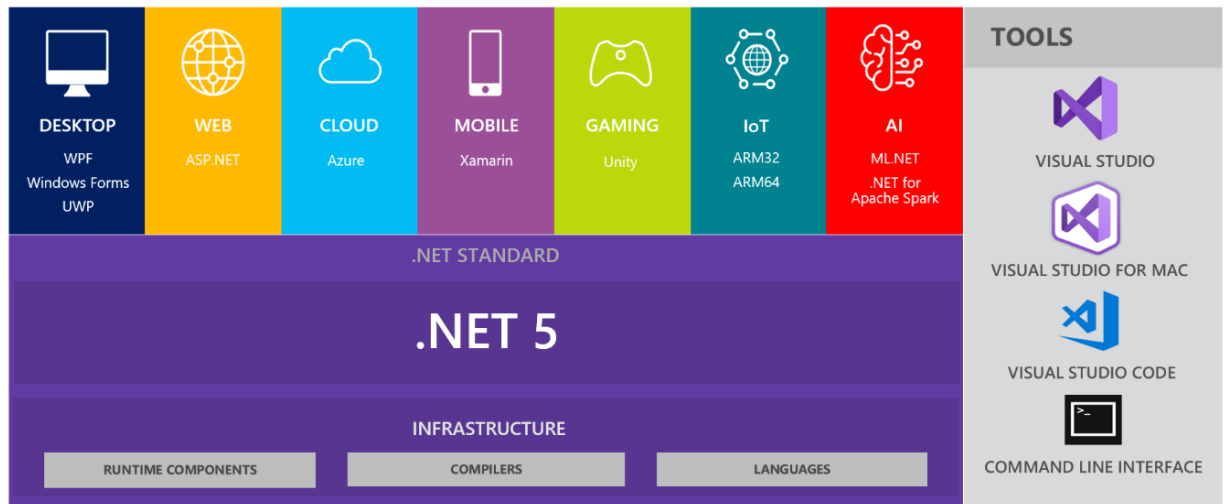 DESKTOP
WPF
Windows Forms
UWP
WEB
ASP.NET
CLOUD
Azure
MOBILE
Xamarin
GAMING
Unity
IoT
ARM32
ARM64
AI
ML.NET
.NET for
Apache Spark
.NET STANDARD
.NET 5
INFRASTRUCTURE
RUNTIME COMPONENTS
COMPILERS
LANGUAGES
TOOLS
VISUAL STUDIO
VISUAL STUDIO FOR MAC
VISUAL STUDIO CODE
>_
COMMAND LINE INTERFACE